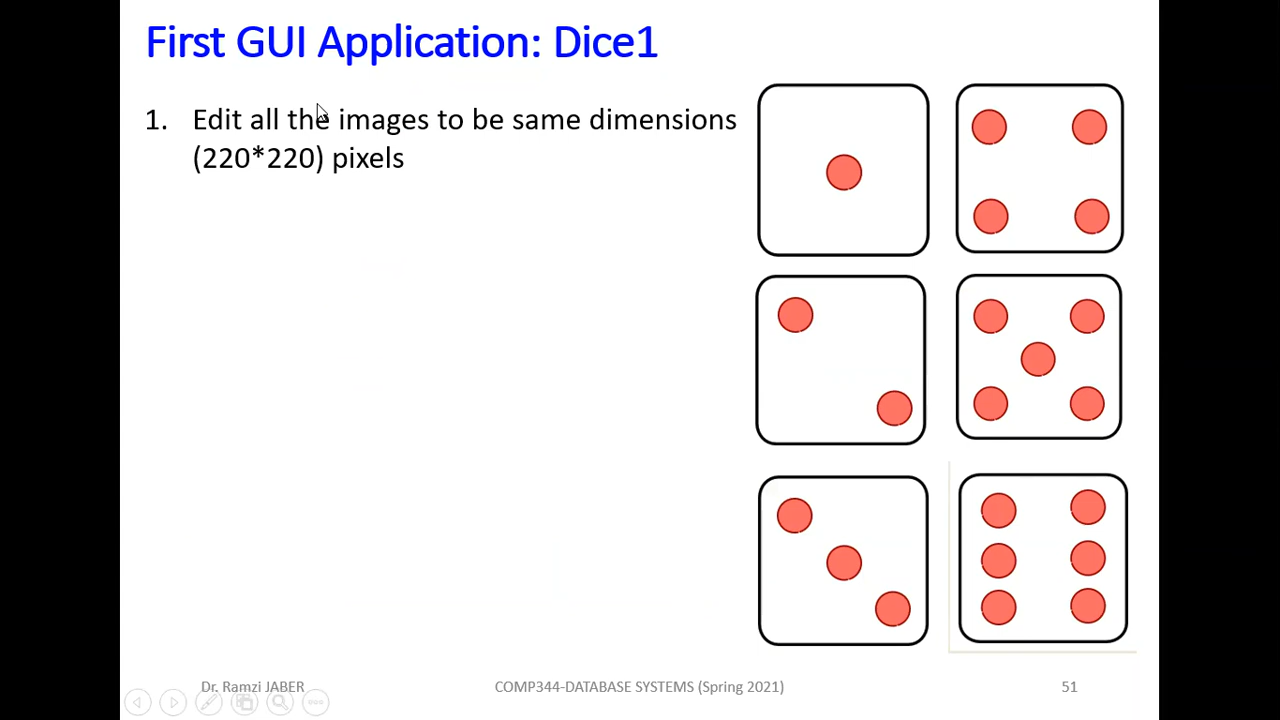 First GUI Application: Dice1
1. Edit all the images to be same dimensions
(220*220) pixels
Dr. Ramzi JABER
COMP344-DATABASE SYSTEMS (Spring 2021)
51